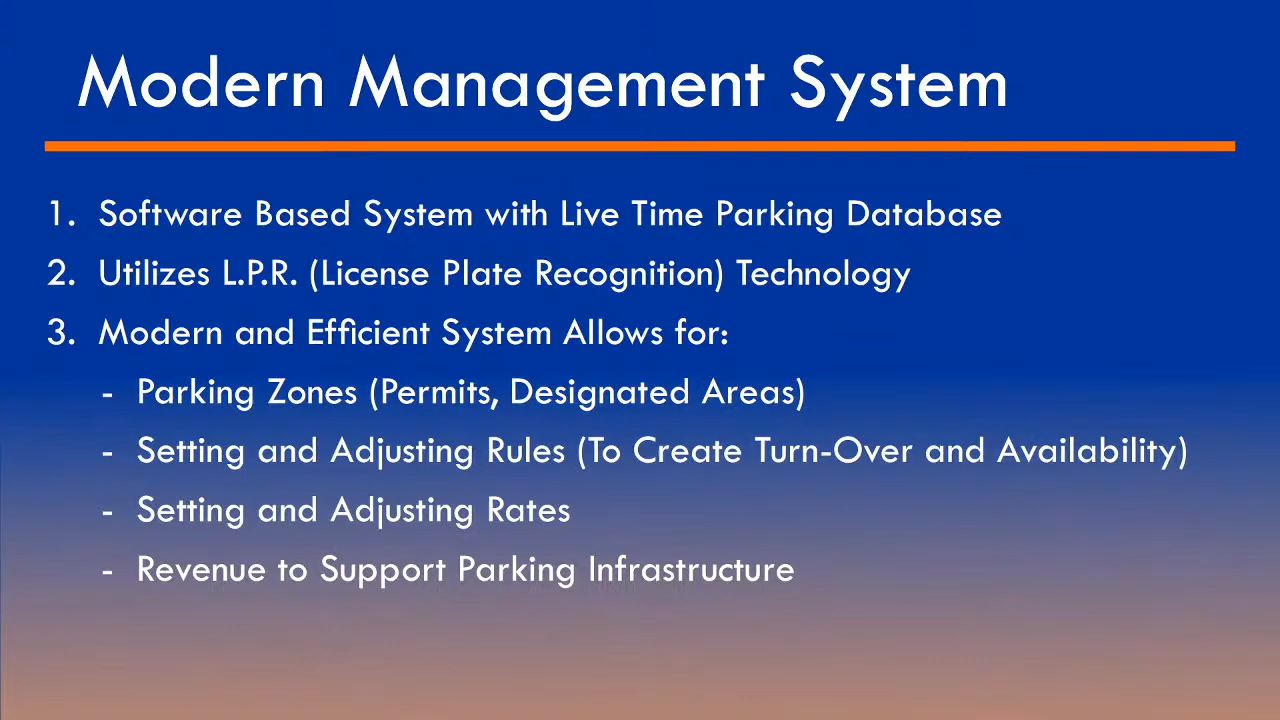 Modern Management System
1. Software Based System with Live Time Parking Database
2. Utilizes L.P.R. (License Plate Recognition) Technology
3. Modern and Efficient System Allows for:
- Parking Zones (Permits, Designated Areas)
- Setting and Adjusting Rules (To Create Turn-Over and Availability)
- Setting and Adjusting Rates
- Revenue to Support Parking Infrastructure